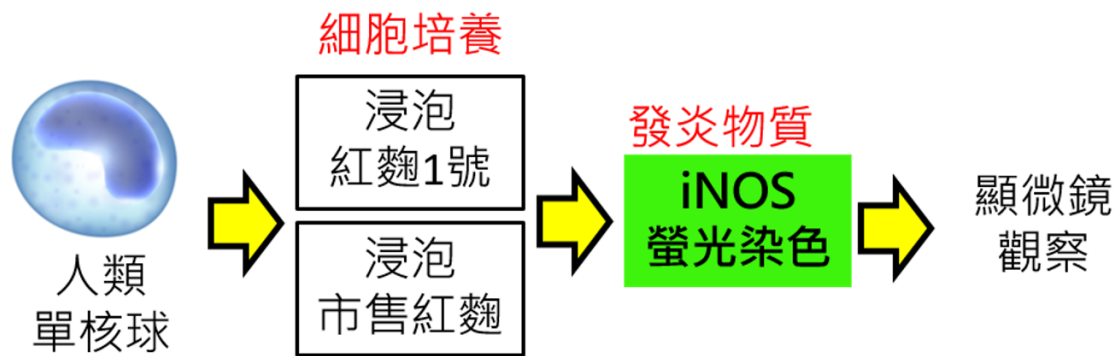 人類
單核球
細胞培養
浸泡
紅麴1號
浸泡
市售紅麴
發炎物質
iNOS
螢光染色
顯微鏡
觀察